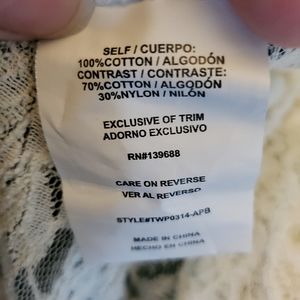 SELF / CUERPO:
100%COTTON / ALGODÓN
CONTRAST / CONTRASTE:
70%COTTON / ALGODÓN
30%NYLON / NILÓN
EXCLUSIVE OF TRIM
ADORNO EXCLUSIVO
RN#139688
CARE ON REVERSE
VER AL REVERSO
STYLE#TWP0314-APB
MADE IN CHINA
HECHO EN CHINA